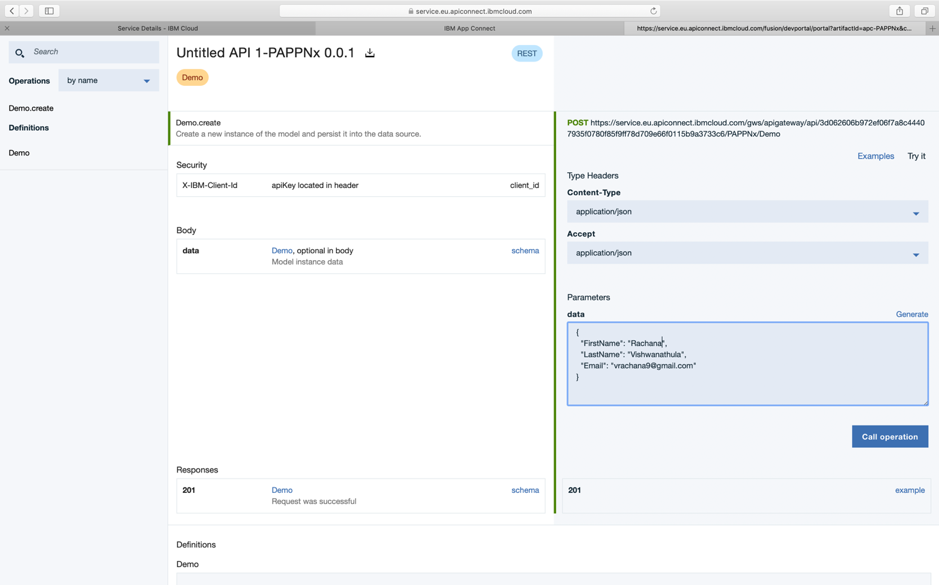 service.eu.apiconnect.ibmcloud.com
Service Details - IBM Cloud
IBM App Connect
https://service.eu.apiconnect.ibmcloud.com/fusion/devportal/portal?artifactId=apc-PAPPNx&c...
Search
Operations
by name
Demo.create
Definitions
Demo
Untitled API 1-PAPPNx 0.0.1
REST
Demo
Demo.create
Create a new instance of the model and persist it into the data source.
Security
X-IBM-Client-Id apiKey located in header client_id
Body
data Demo, optional in body schema
Model instance data
Responses
201 Demo schema
Request was successful
POST https://service.eu.apiconnect.ibmcloud.com/gws/apigateway/api/3d062606b972ef06f7a8c4440
7935f0780f85f9ff78d709e66f0115b9a3733c6/PAPPNx/Demo
Examples Try it
Type Headers
Content-Type
application/json
Accept
application/json
Parameters
data Generate
{
"FirstName": "Rachana",
"LastName": "Vishwanathula",
"Email": "vrachana9@gmail.com"
}
Call operation
201 example
Definitions
Demo